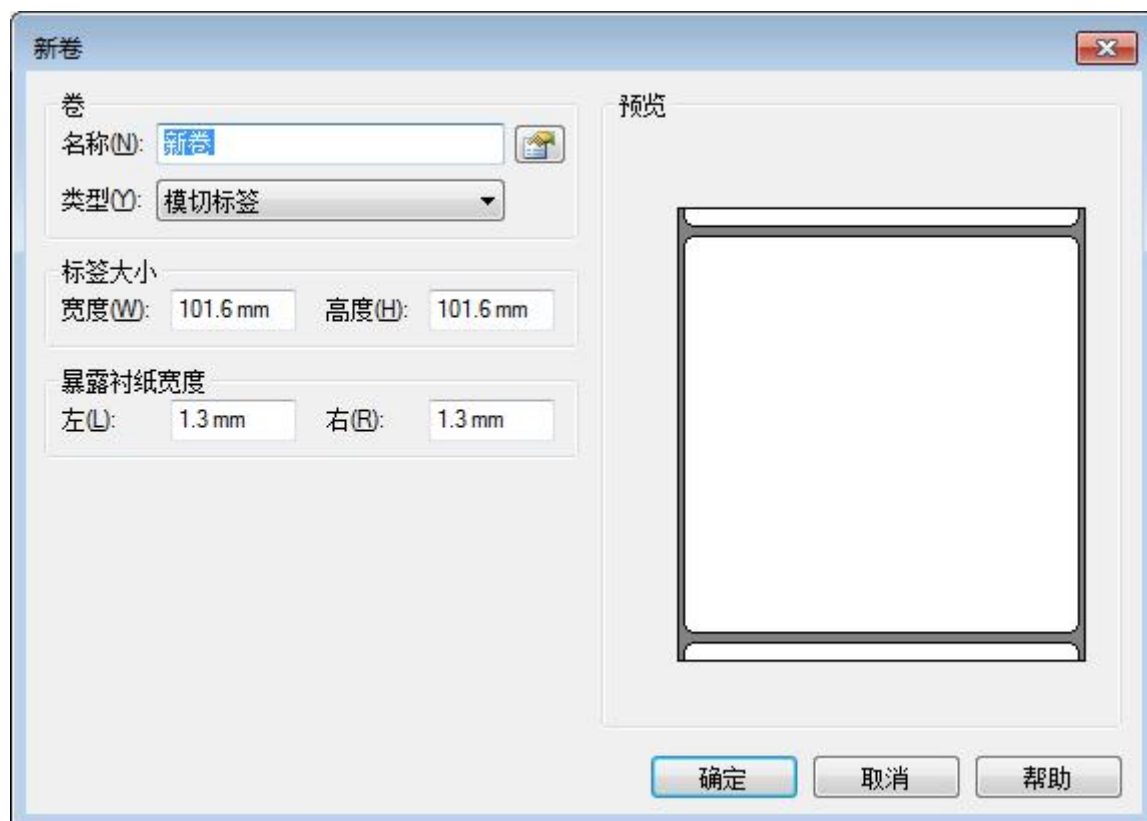 新卷
卷
名称(N): 新卷
类型(Y): 模切标签
标签大小
宽度(W): 101.6 mm 高度(H): 101.6 mm
暴露衬纸宽度
左(L): 1.3 mm 右(R): 1.3 mm
预览
确定 取消 帮助